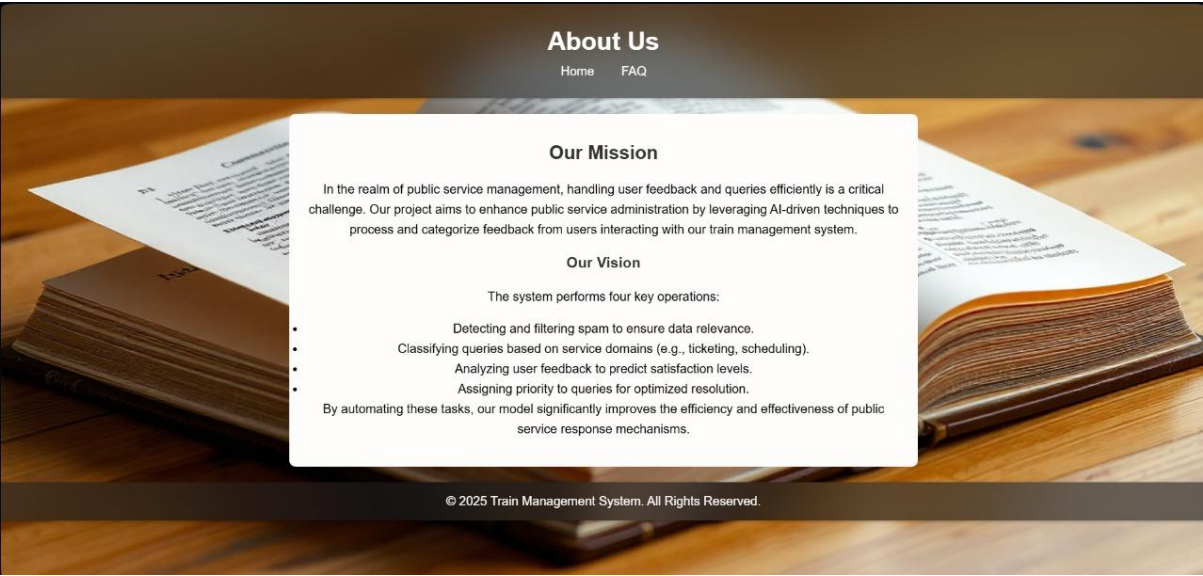 About Us
Home FAQ
Our Mission
In the realm of public service management, handling user feedback and queries efficiently is a critical
challenge. Our project aims to enhance public service administration by leveraging AI-driven techniques to
process and categorize feedback from users interacting with our train management system.
Our Vision
The system performs four key operations:
• Detecting and filtering spam to ensure data relevance.
• Classifying queries based on service domains (e.g., ticketing, scheduling).
• Analyzing user feedback to predict satisfaction levels.
• Assigning priority to queries for optimized resolution.
By automating these tasks, our model significantly improves the efficiency and effectiveness of public
service response mechanisms.
© 2025 Train Management System. All Rights Reserved.